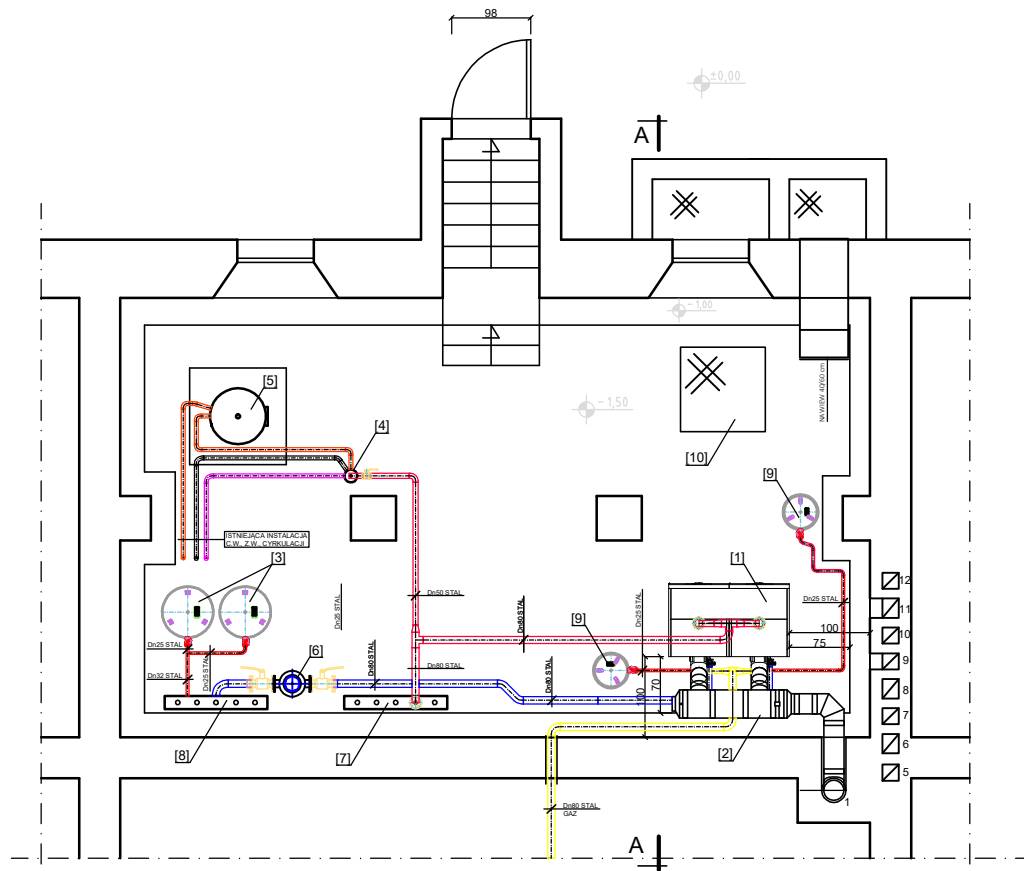 98
±0,00
A
-1,00
NAWIEW 40/60 cm
[5]
-1,50
[4]
[10]
[9]
ISTNIEJĄCA INSTALACJA
C.W., Z.W., CYRKULACJI
[3]
[1]
12
Dn25 STAL
Dn50 STAL
Dn80 STAL
Dn25 STAL
Dn25 STAL
11
100
10
75
Dn25 STAL
Dn25 STAL
[6]
[9]
Dn80 STAL
Dn80 STAL
Dn80 STAL
9
Dn32 STAL
100
70
8
7
[8]
[7]
[2]
6
5
1
Dn80 STAL
GAZ
A